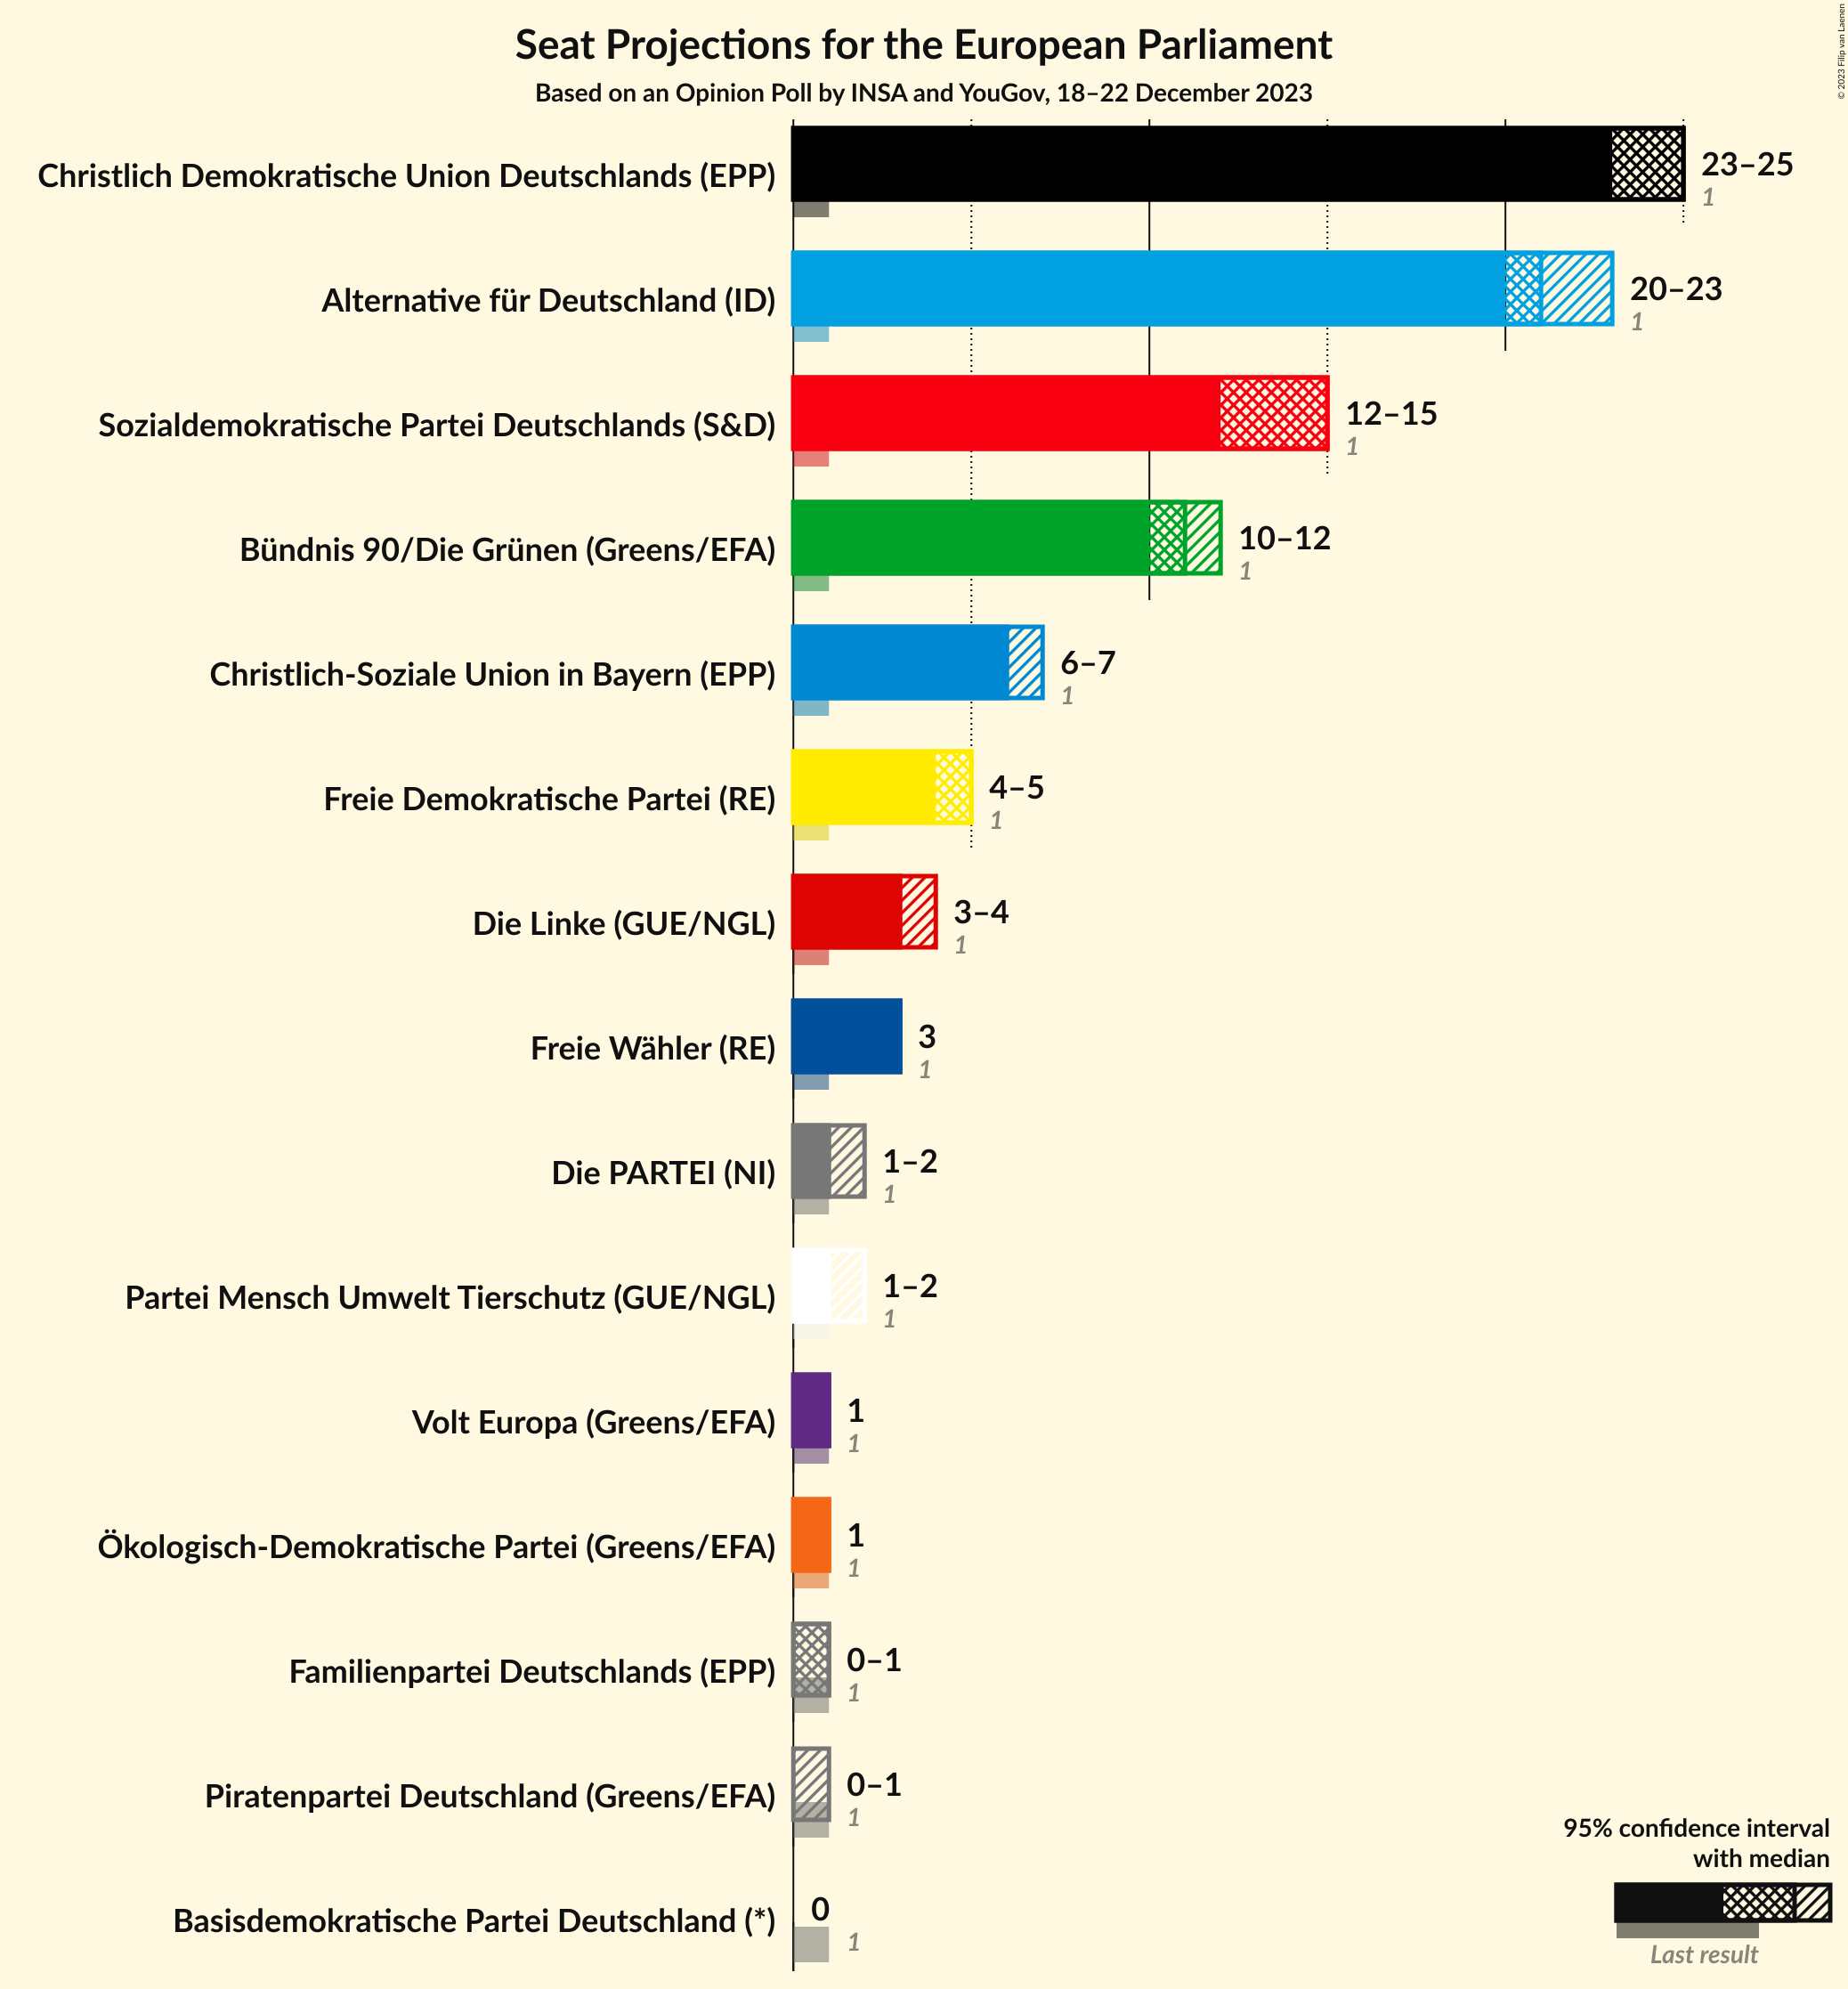 Seat Projections for the European Parliament
Based on an Opinion Poll by INSA and YouGov, 18–22 December 2023
© 2023 Filip van Laenen
Christlich Demokratische Union Deutschlands (EPP)
23–25
1
Alternative für Deutschland (ID)
20–23
1
Sozialdemokratische Partei Deutschlands (S&D)
12–15
1
Bündnis 90/Die Grünen (Greens/EFA)
10–12
1
Christlich-Soziale Union in Bayern (EPP)
6–7
1
Freie Demokratische Partei (RE)
4–5
1
Die Linke (GUE/NGL)
3–4
1
Freie Wähler (RE)
3
1
Die PARTEI (NI)
1–2
1
Partei Mensch Umwelt Tierschutz (GUE/NGL)
1–2
1
Volt Europa (Greens/EFA)
1
1
Ökologisch-Demokratische Partei (Greens/EFA)
1
1
Familienpartei Deutschlands (EPP)
0–1
1
Piratenpartei Deutschland (Greens/EFA)
0–1
1
Basisdemokratische Partei Deutschland (*)
0
1
95% confidence interval
with median
Last result